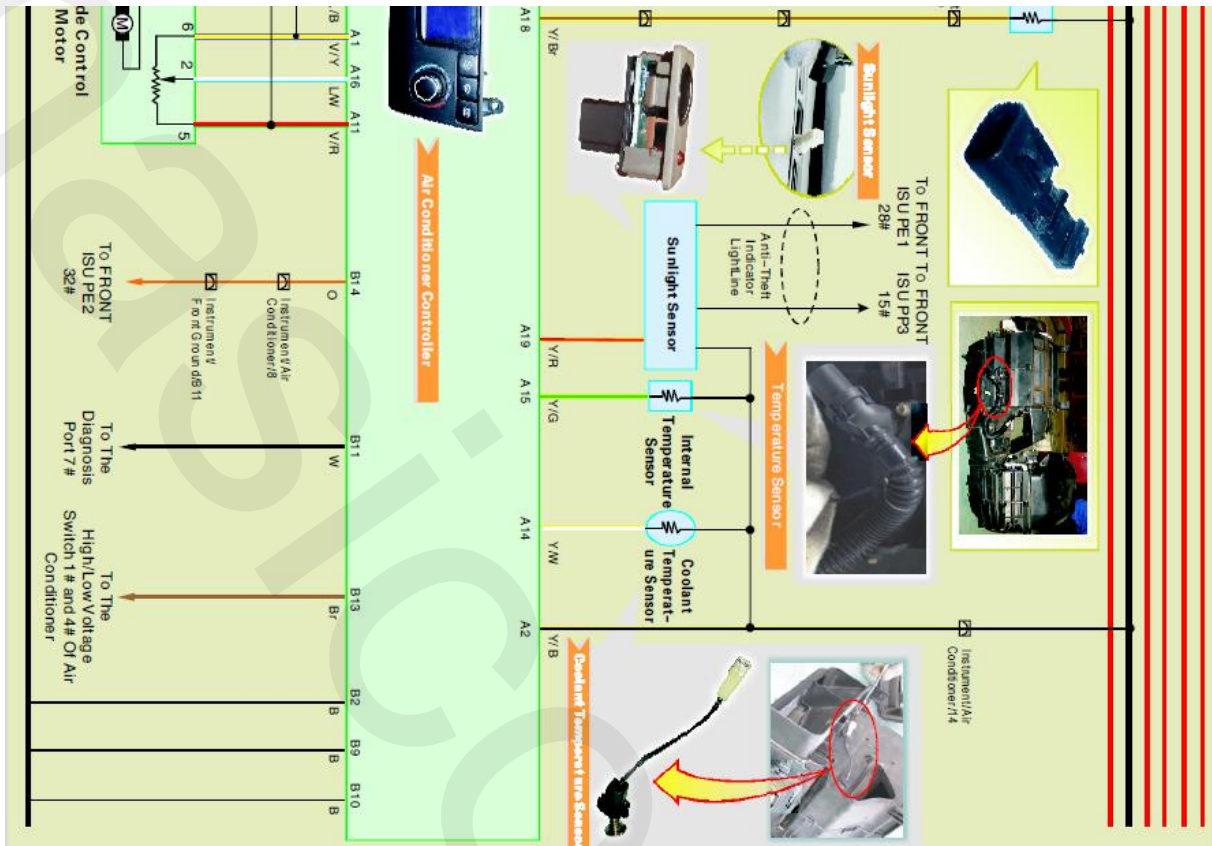 de Control
Motor
M
6
2
5
/B
A1
V/Y
A16
L/W
A11
V/R
Air Conditioner Controller
A18
Y/Br
Sunlight Sensor
To FRONT
ISU PE1
28#
To FRONT
ISU PP3
15#
Anti-Theft
Indicator
LightLine
Sunlight Sensor
A19
Y/R
A15
Y/G
Internal
Temperature
Sensor
Temperature Sensor
A14
Y/W
Coolant
Temperat-
ure Sensor
A2
Y/B
Instrument/Air
Conditioner/14
Coolant Temperature Sensor
B14
O
Instrument/Air
Conditioner/8
Instrument/
Front Ground/B11
To FRONT
ISU PE2
32#
B11
W
To The
Diagnosis
Port 7#
B13
Br
To The
High/Low Voltage
Switch 1# and 4# Of Air
Conditioner
B2
B
B9
B
B10
B